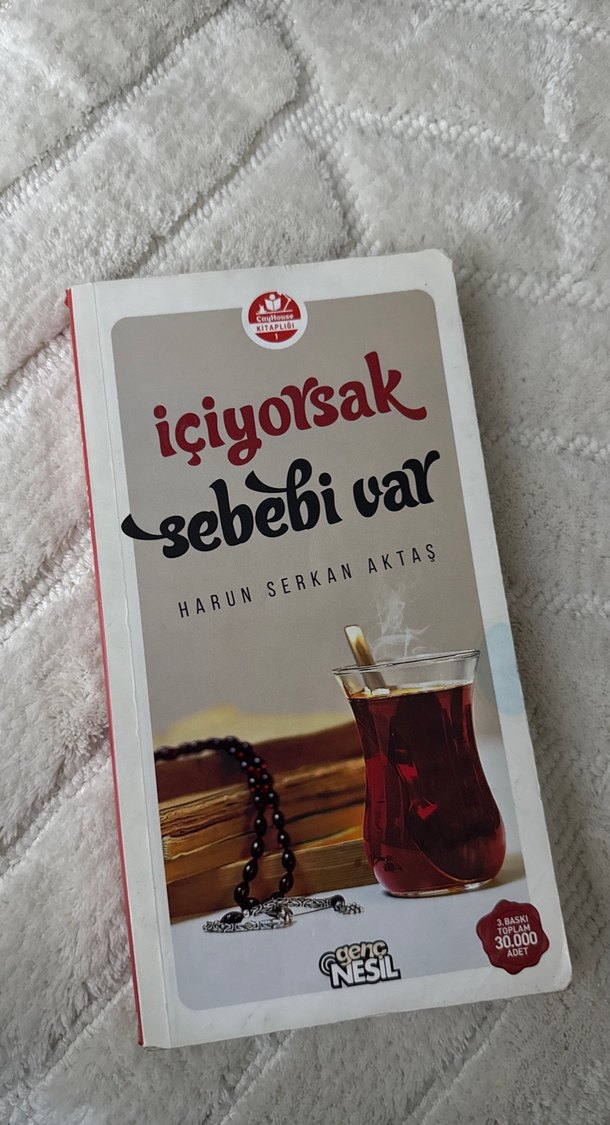 ÇayHouse
KİTAPLIĞI
1
içiyorsak
sebebi var
HARUN SERKAN AKTAŞ
3. BASKI
TOPLAM
30.000
ADET
genç
NESİL